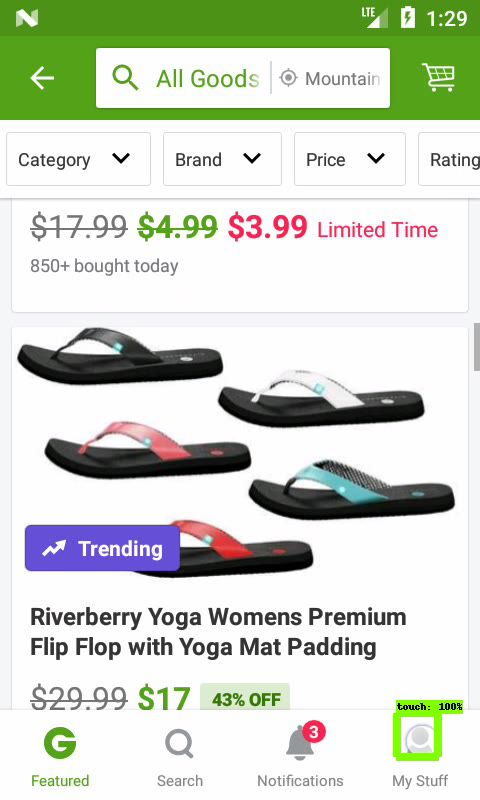 LTE
1:29
All Goods
Mountain
Category
Brand
Price
Rating
$17.99 $4.99 $3.99 Limited Time
850+ bought today
Trending
Riverberry Yoga Womens Premium
Flip Flop with Yoga Mat Padding
$29.99 $17 43% OFF
touch: 100%
3
G
Featured
Search
Notifications
My Stuff